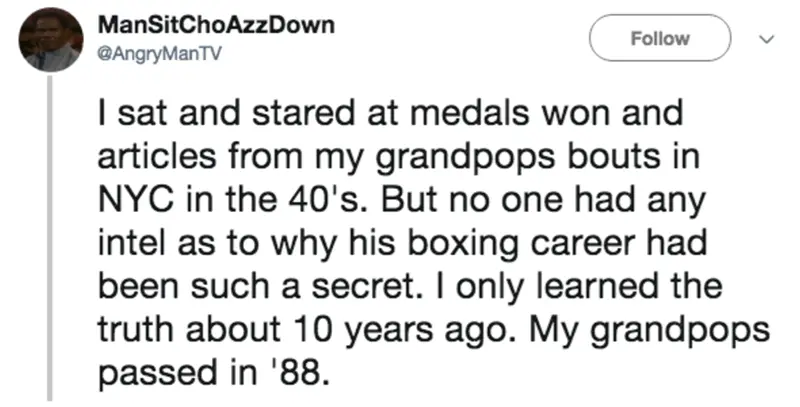 ManSitChoAzzDown
@AngryManTV
Follow
I sat and stared at medals won and
articles from my grandpops bouts in
NYC in the 40's. But no one had any
intel as to why his boxing career had
been such a secret. I only learned the
truth about 10 years ago. My grandpops
passed in '88.